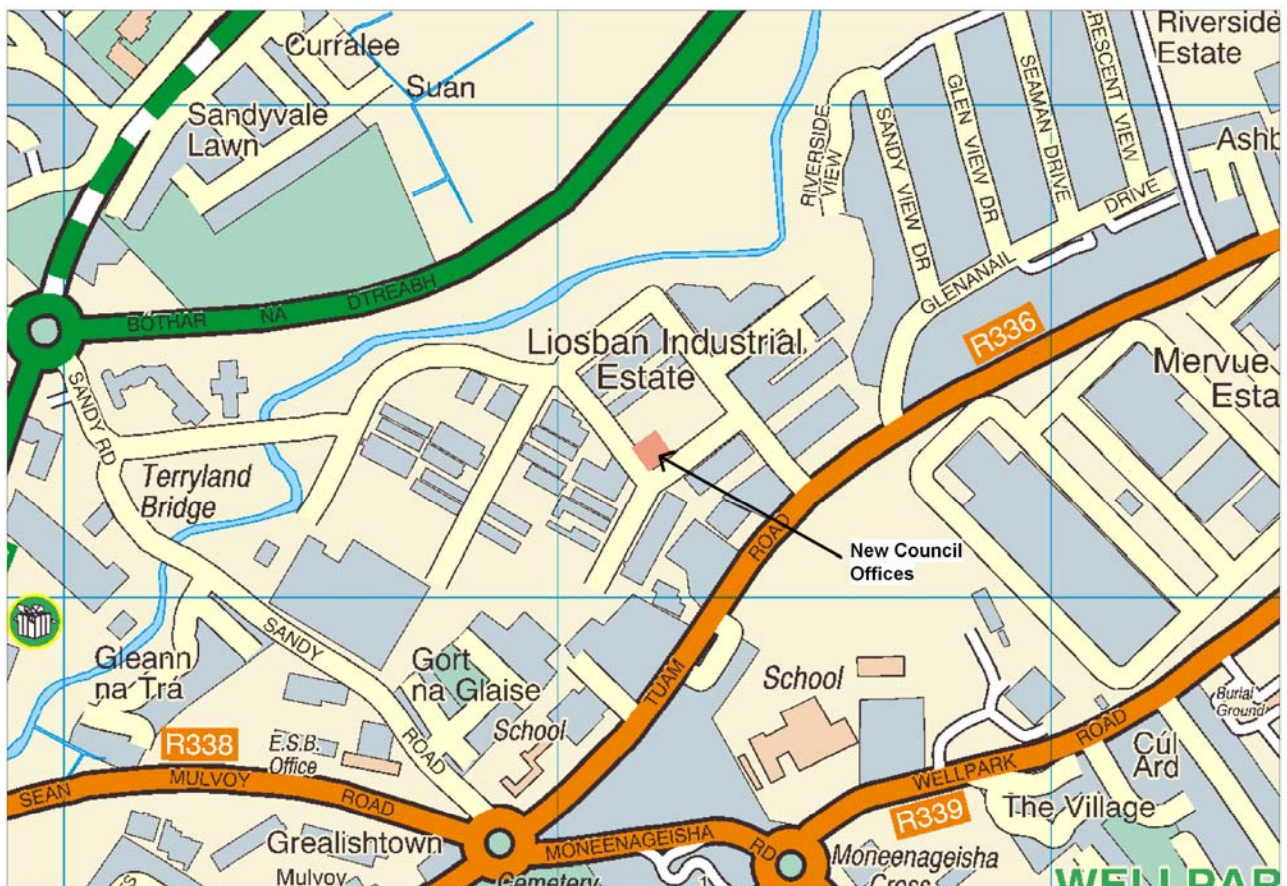 Curralee
Suan
Sandyvale
Lawn
Riverside
Estate
CRESCENT VIEW
SEAMAN DRIVE
GLEN VIEW DR
SANDY VIEW DR
RIVERSIDE
VIEW
Ashb
GLENANAIL
DRIVE
BÓTHAR NA DTREABH
Liosban Industrial
Estate
R336
Mervue
Esta
SANDY RD
Terryland
Bridge
New Council
Offices
TUAM
ROAD
Gleann
na Trá
SANDY
ROAD
Gort
na Glaise
School
School
Burial
Ground
R338
E.S.B.
Office
SEAN
MULVOY
ROAD
WELLPARK
ROAD
Cúl
Ard
R339
The Village
Grealishtown
MONEENAGEISHA
RD
Moneenageisha
Cross
Mulvoy
Cemetery
1
WELLPAR